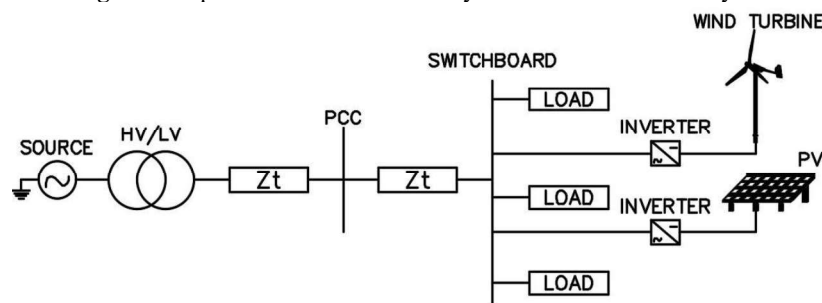 WIND TURBINE
SWITCHBOARD
LOAD
PCC
INVERTER
HV/LV
SOURCE
PV
Zt
Zt
LOAD
INVERTER
LOAD